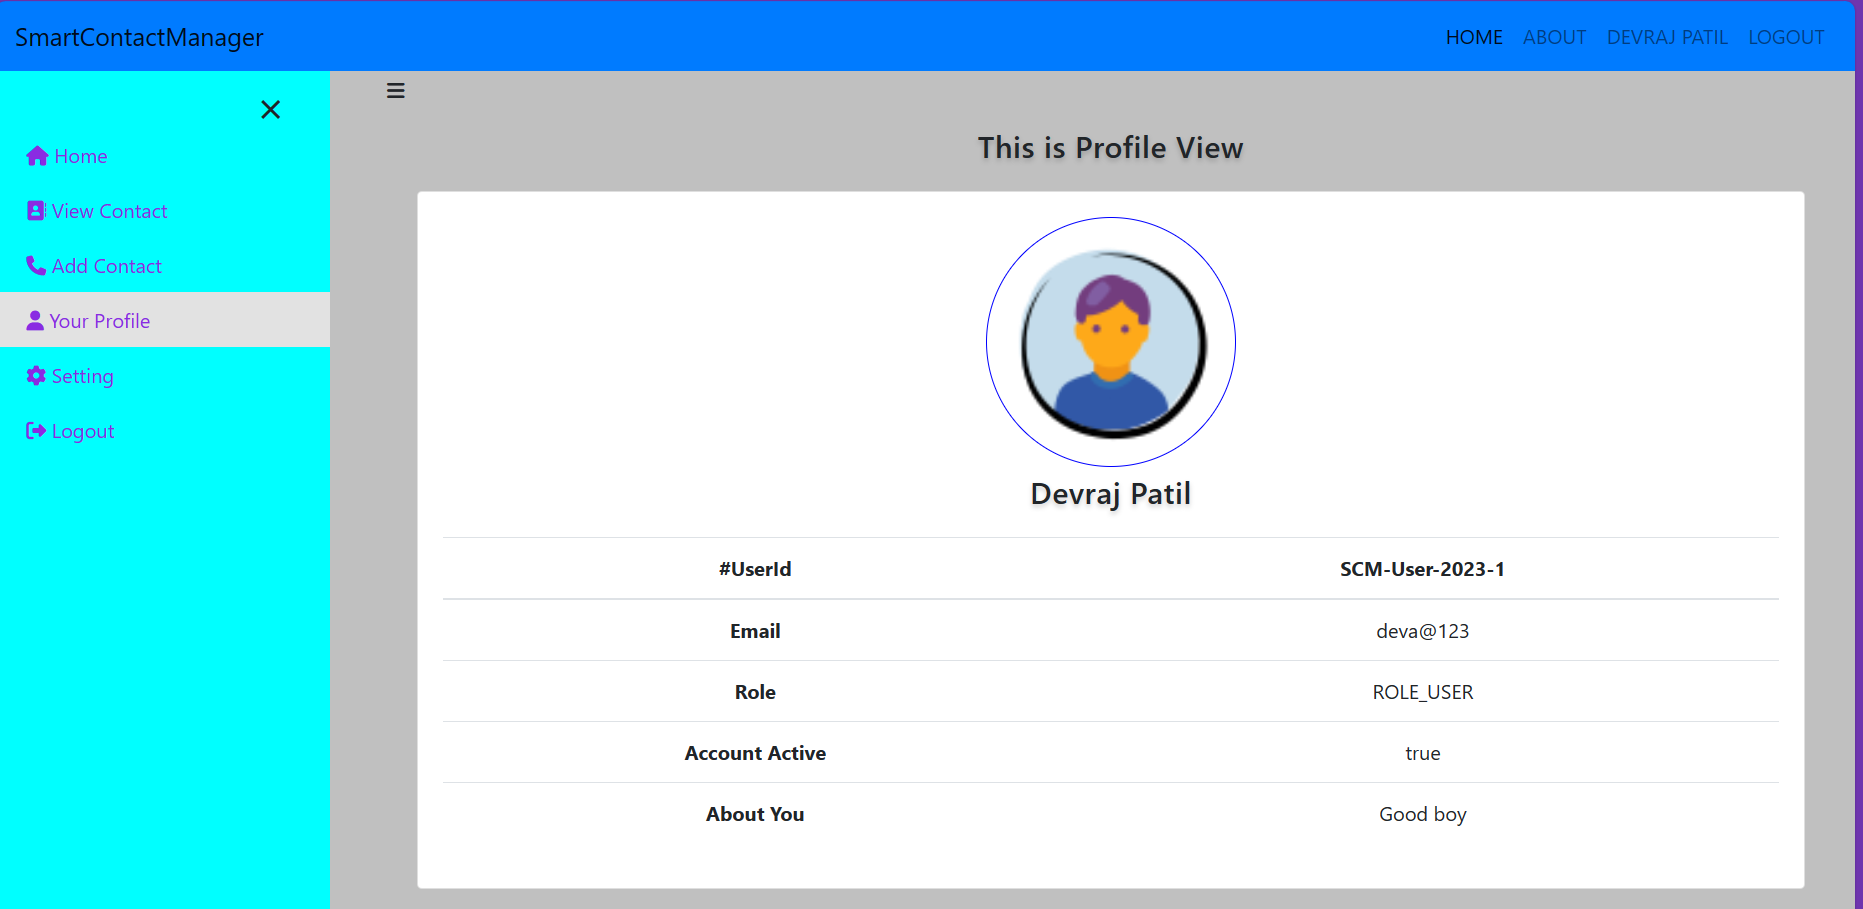 SmartContactManager
HOME ABOUT DEVRAJ PATIL LOGOUT
Home
View Contact
Add Contact
Your Profile
Setting
Logout
This is Profile View
Devraj Patil
#UserId SCM-User-2023-1
Email deva@123
Role ROLE_USER
Account Active true
About You Good boy